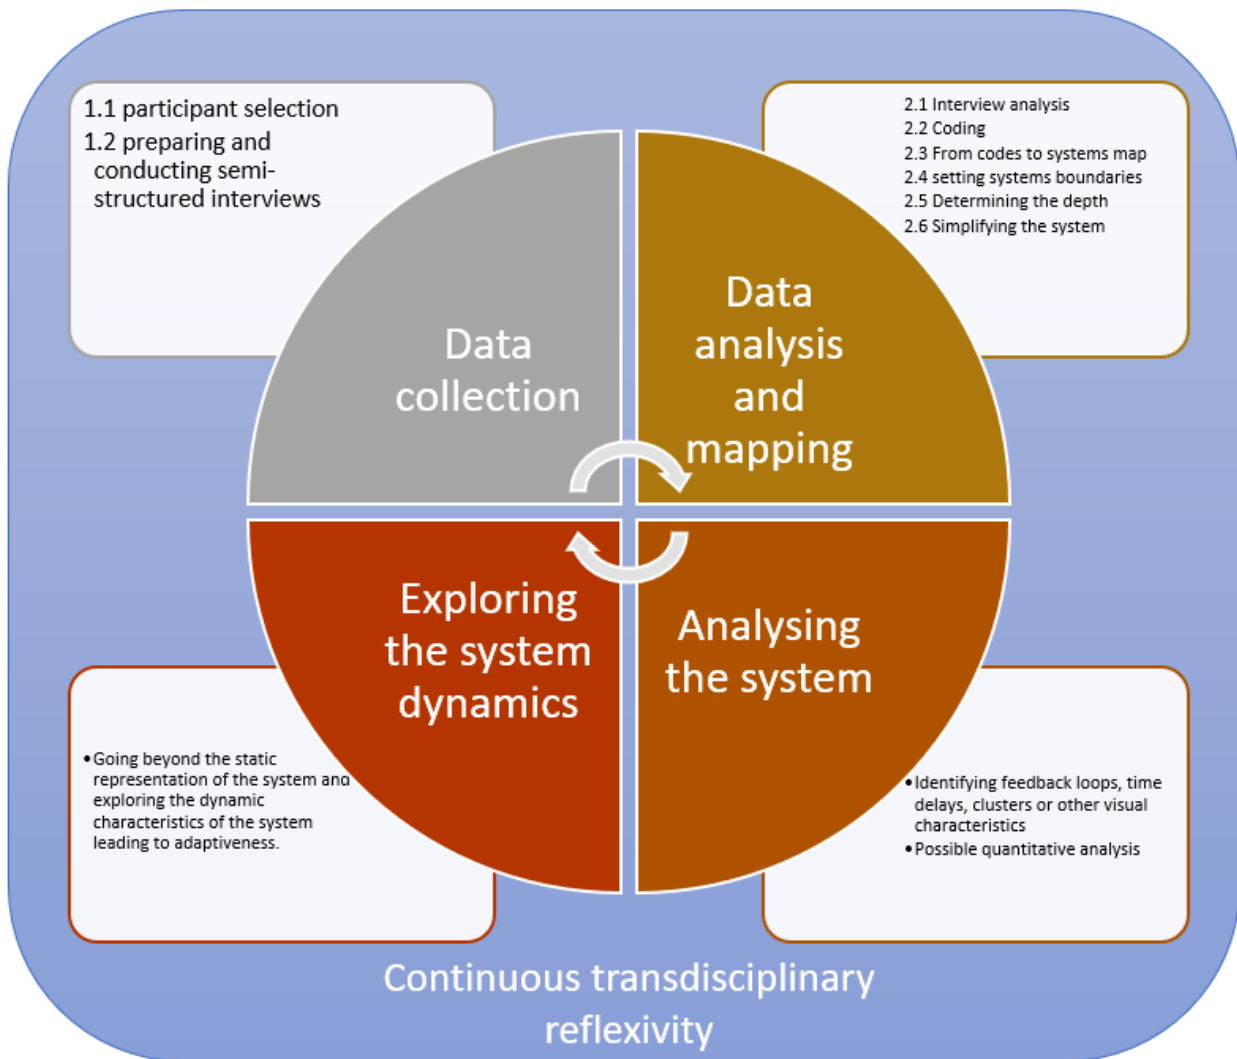 1.1 participant selection
1.2 preparing and
conducting semi-
structured interviews
2.1 Interview analysis
2.2 Coding
2.3 From codes to systems map
2.4 setting systems boundaries
2.5 Determining the depth
2.6 Simplifying the system
Data
collection
Data
analysis
and
mapping
Exploring
the system
dynamics
Analysing
the system
•Going beyond the static
representation of the system and
exploring the dynamic
characteristics of the system
leading to adaptiveness.
•Identifying feedback loops, time
delays, clusters or other visual
characteristics
•Possible quantitative analysis
Continuous transdisciplinary
reflexivity